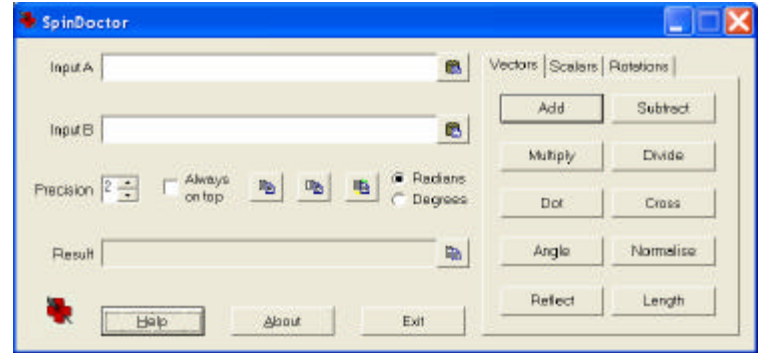 SpinDoctor
Input A
Input B
Precision 2 Always on top Radians Degrees
Result
Help About Exit
Vectors Scalars Rotations
Add Subtract
Multiply Divide
Dot Cross
Angle Normalise
Reflect Length